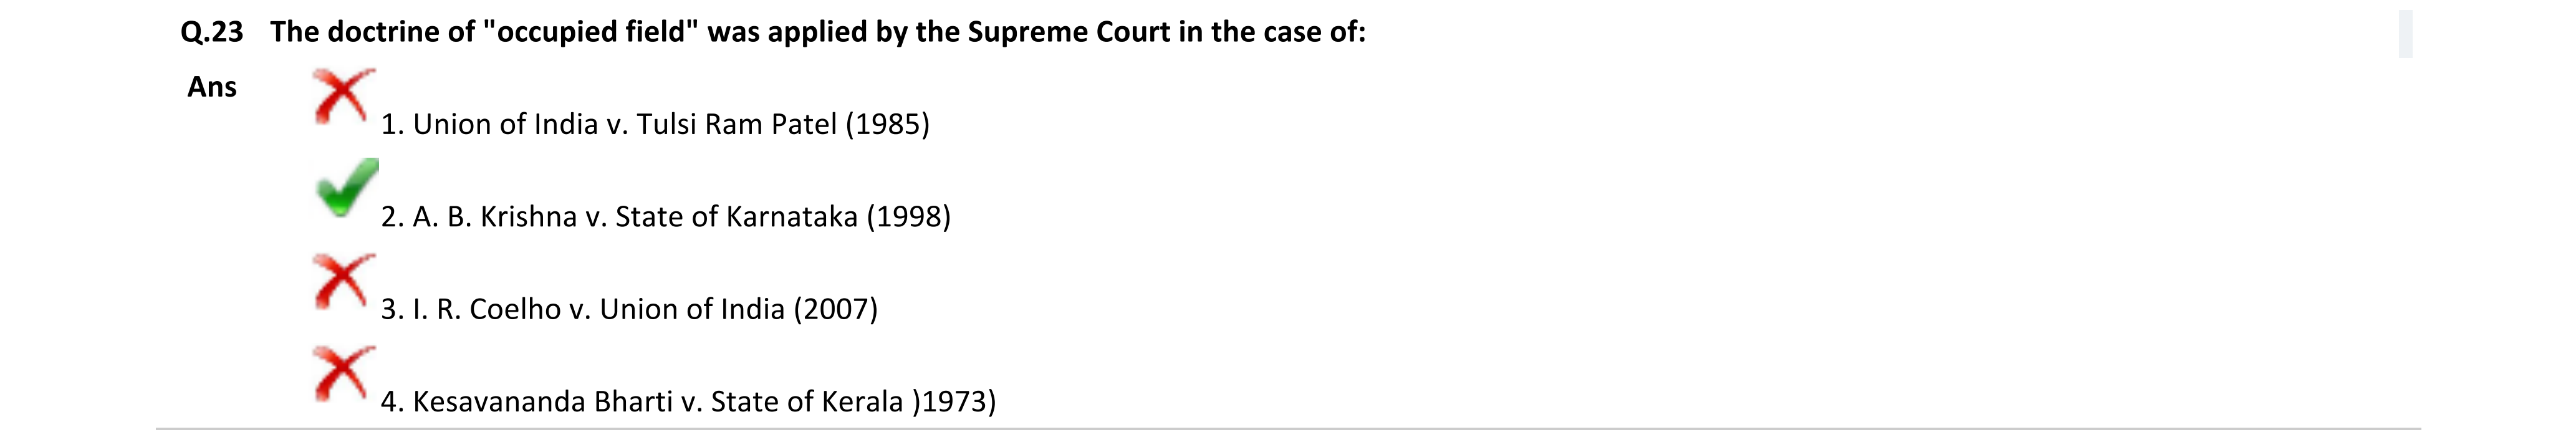 Q.23 The doctrine of "occupied field" was applied by the Supreme Court in the case of:
Ans
1. Union of India v. Tulsi Ram Patel (1985)
2. A. B. Krishna v. State of Karnataka (1998)
3. I. R. Coelho v. Union of India (2007)
4. Kesavananda Bharti v. State of Kerala )1973)